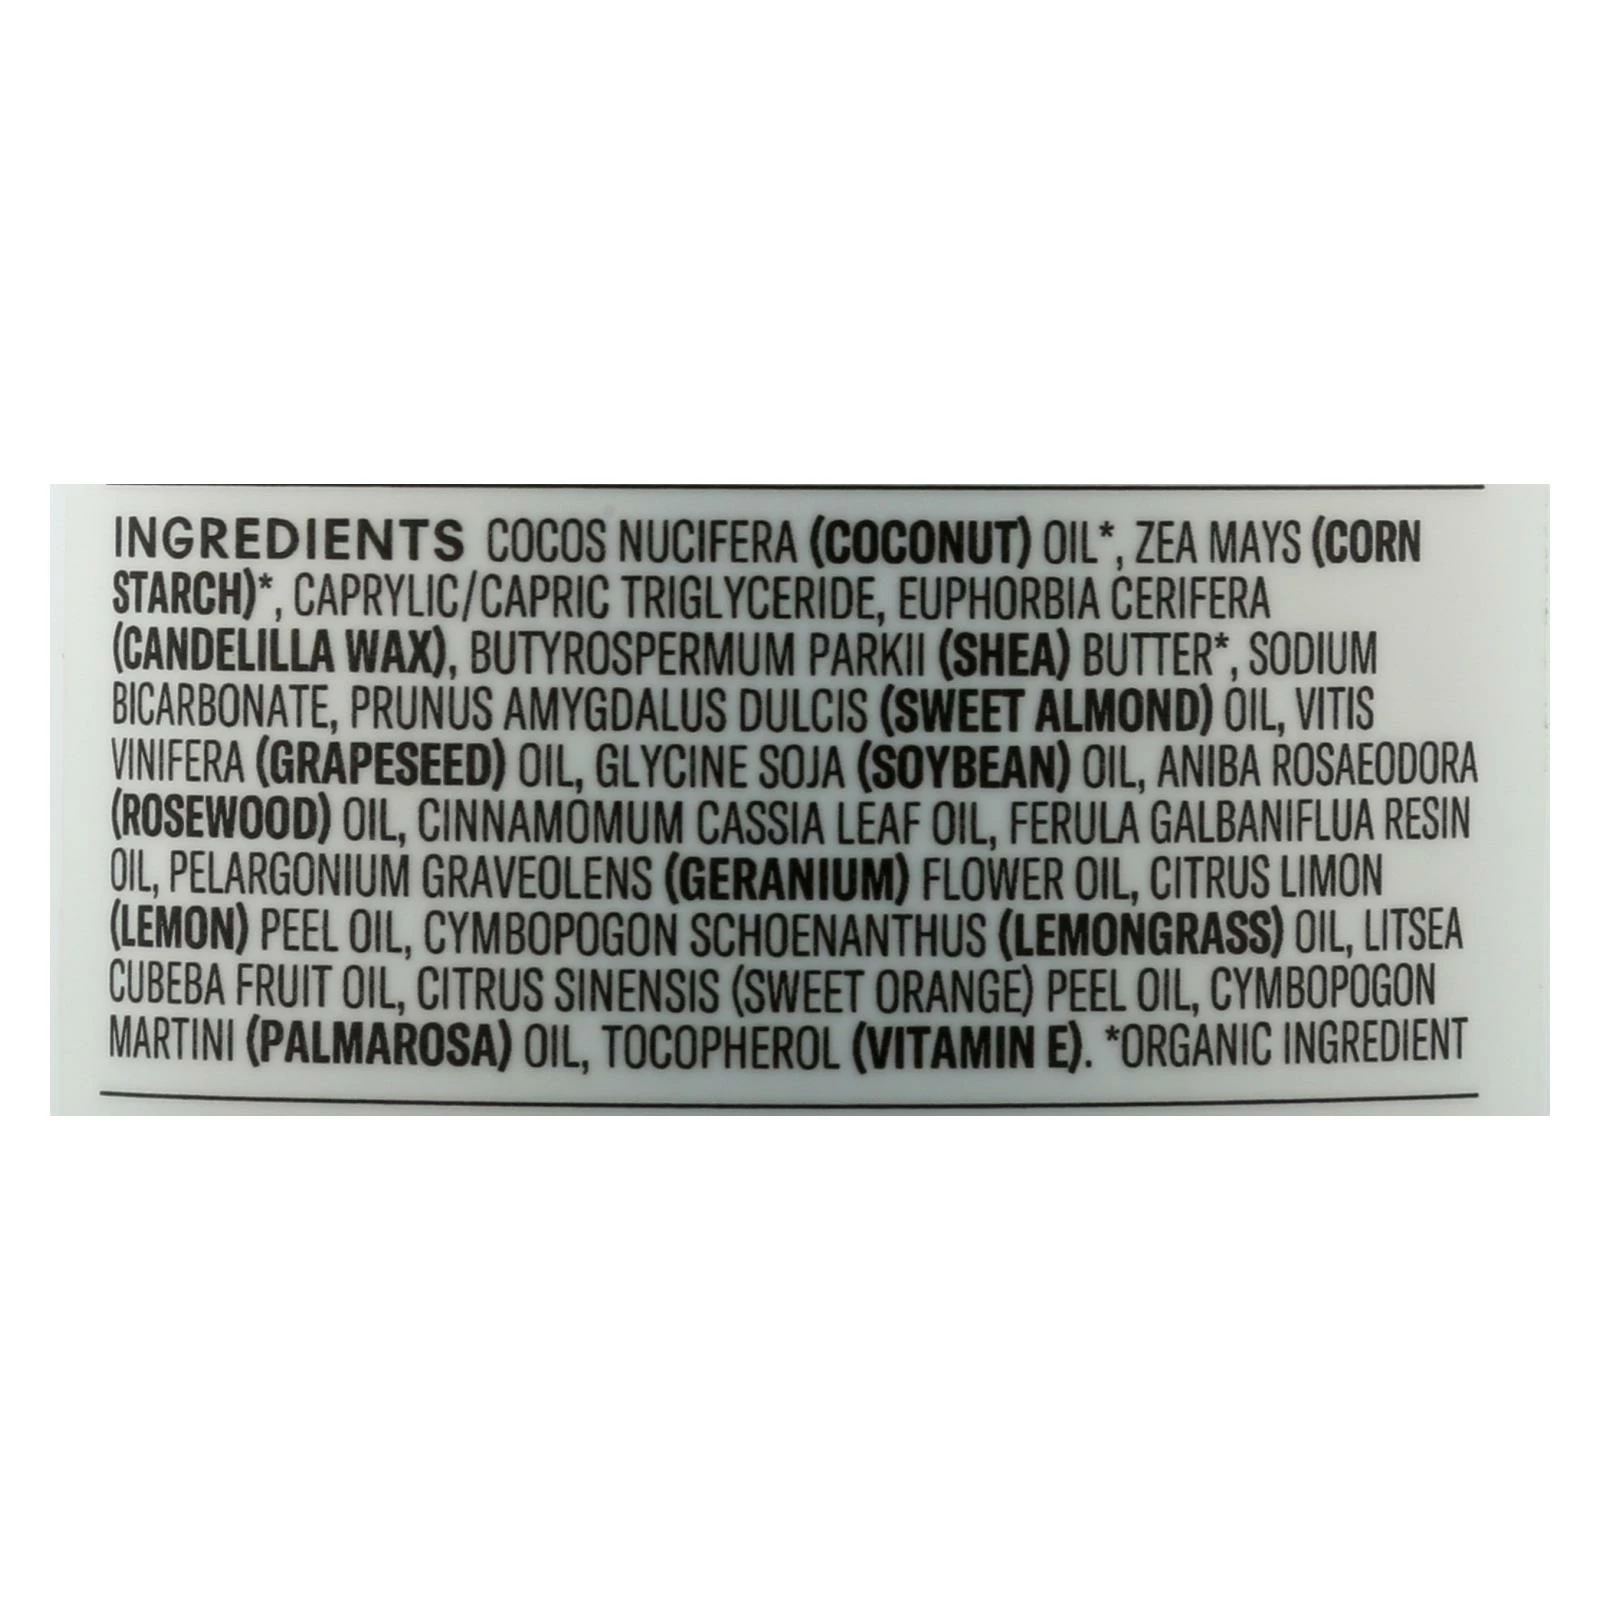 INGREDIENTS COCOS NUCIFERA (COCONUT) OIL*, ZEA MAYS (CORN
STARCH)*, CAPRYLIC/CAPRIC TRIGLYCERIDE, EUPHORBIA CERIFERA
(CANDELILLA WAX), BUTYROSPERMUM PARKII (SHEA) BUTTER*, SODIUM
BICARBONATE, PRUNUS AMYGDALUS DULCIS (SWEET ALMOND) OIL, VITIS
VINIFERA (GRAPESEED) OIL, GLYCINE SOJA (SOYBEAN) OIL, ANIBA ROSAEODORA
(ROSEWOOD) OIL, CINNAMOMUM CASSIA LEAF OIL, FERULA GALBANIFLUA RESIN
OIL, PELARGONIUM GRAVEOLENS (GERANIUM) FLOWER OIL, CITRUS LIMON
(LEMON) PEEL OIL, CYMBOPOGON SCHOENANTHUS (LEMONGRASS) OIL, LITSEA
CUBEBA FRUIT OIL, CITRUS SINENSIS (SWEET ORANGE) PEEL OIL, CYMBOPOGON
MARTINI (PALMAROSA) OIL, TOCOPHEROL (VITAMIN E). *ORGANIC INGREDIENT